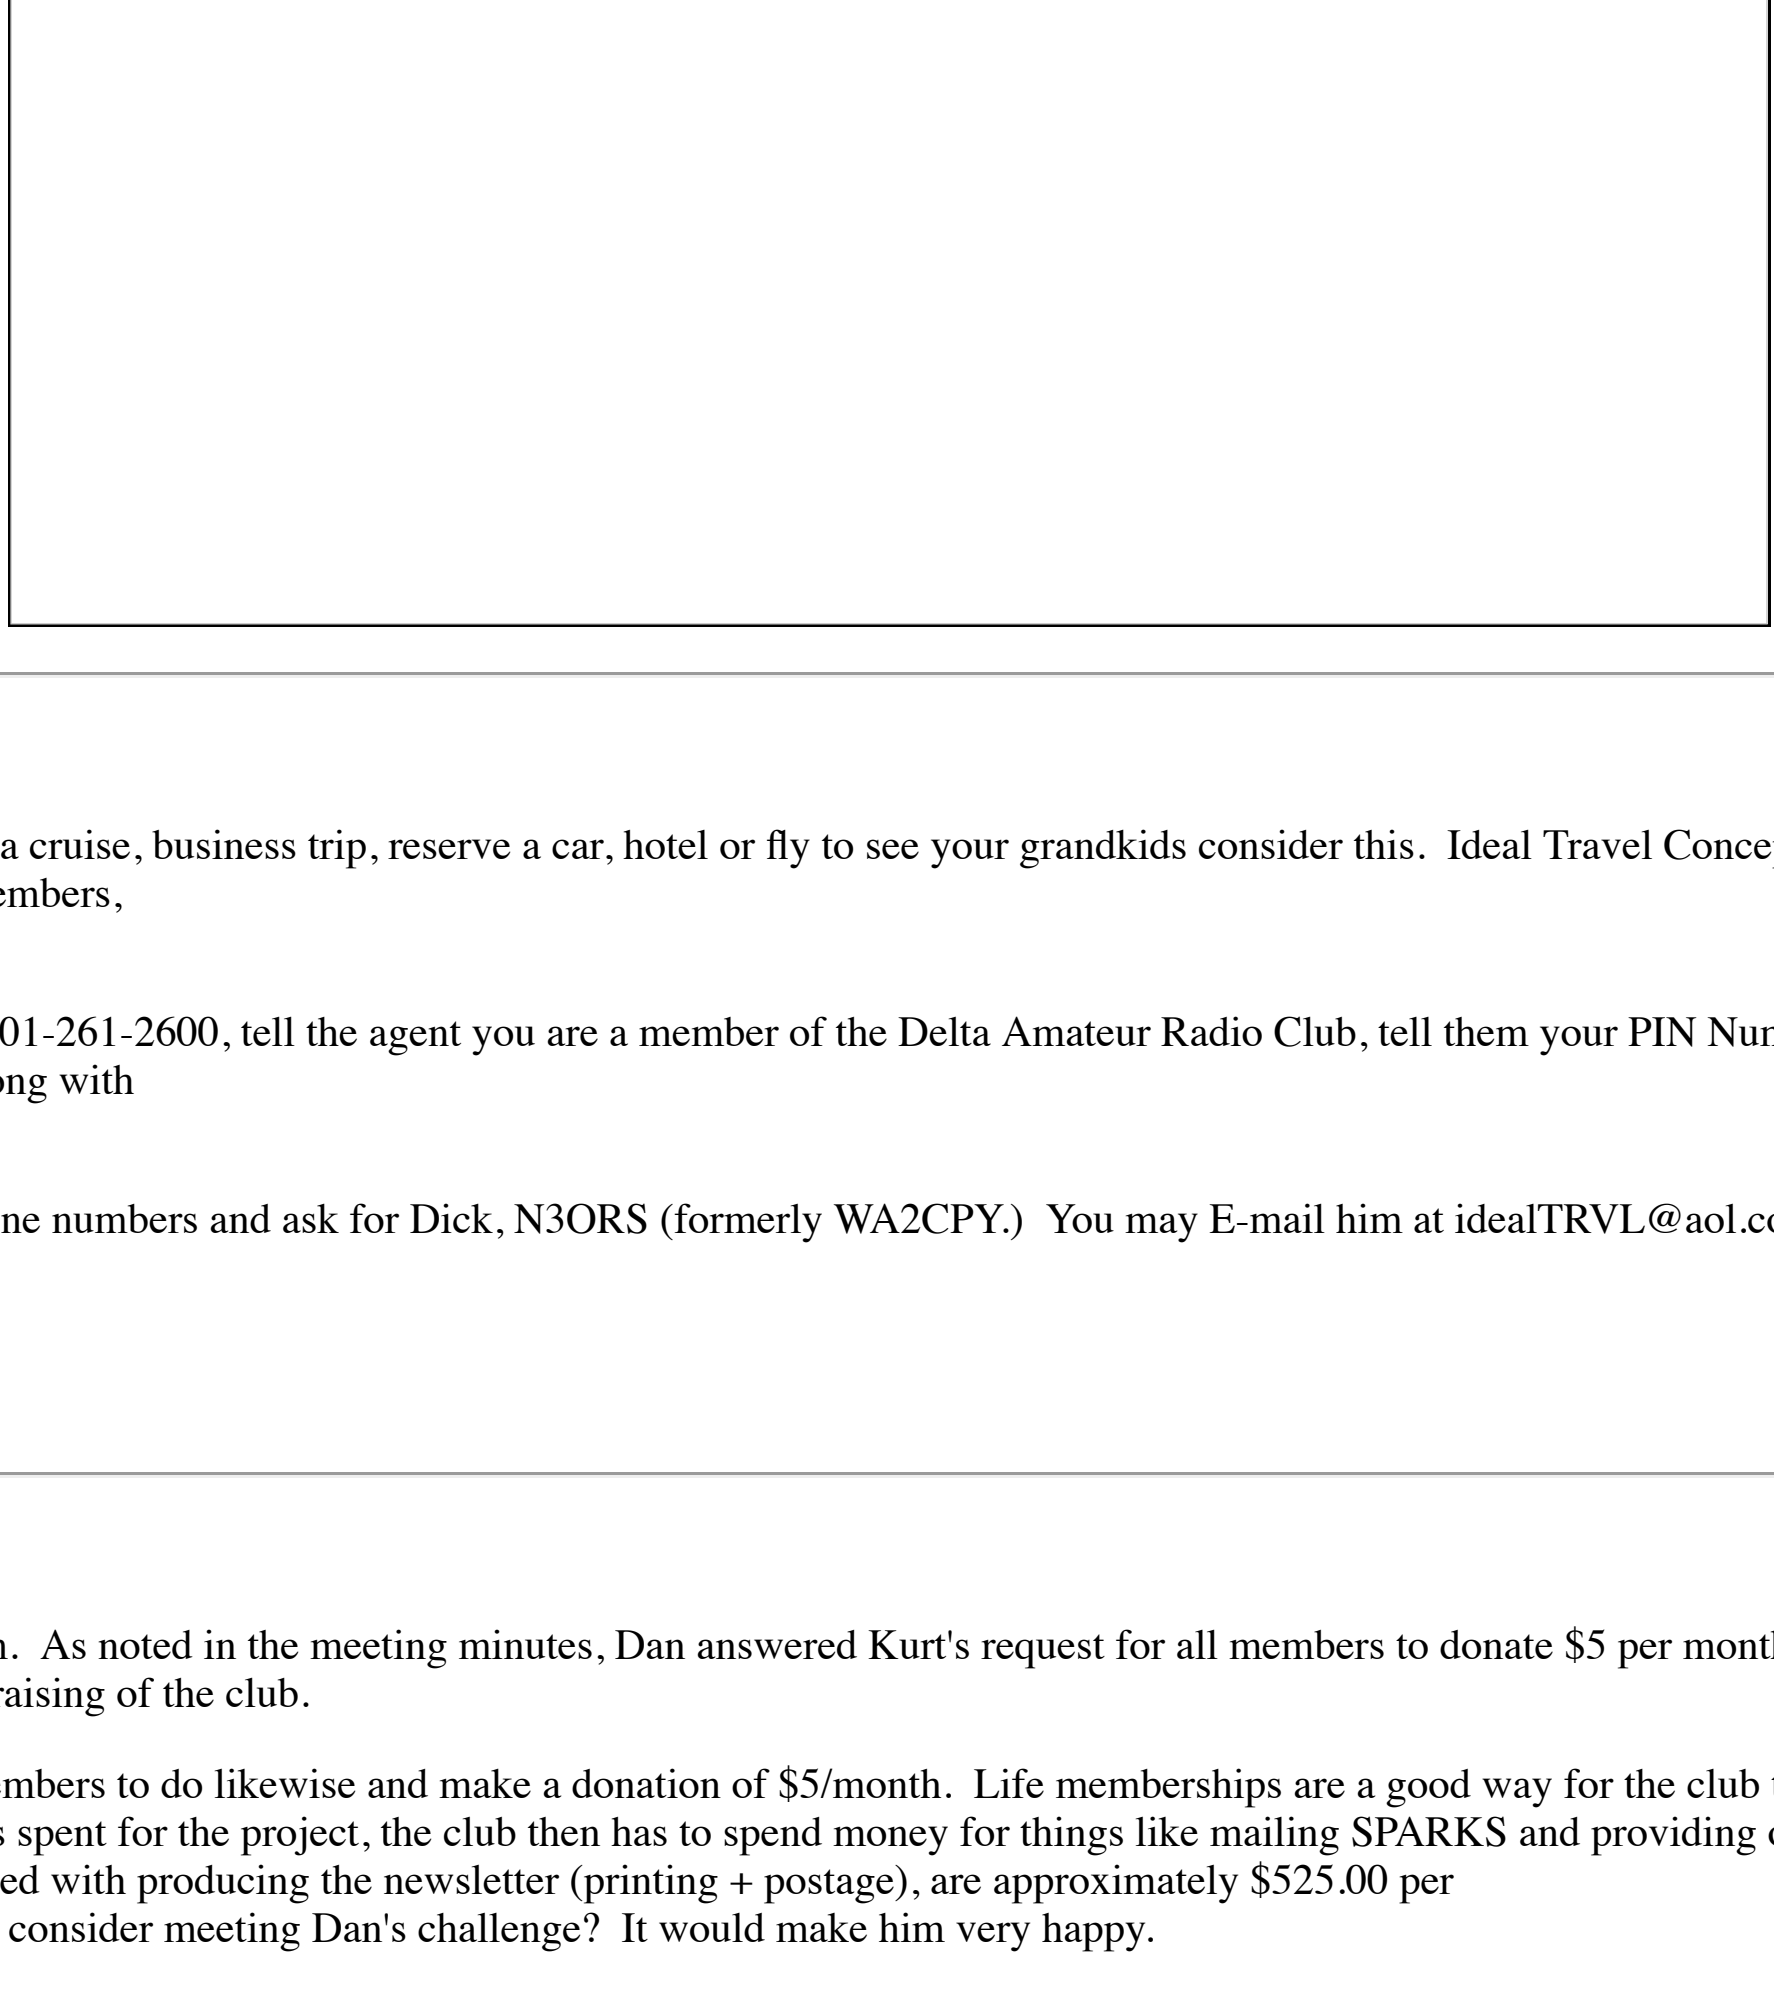 a cruise, business trip, reserve a car, hotel or fly to see your grandkids consider this.  Ideal Travel
embers,
01-261-2600, tell the agent you are a member of the Delta Amateur Radio Club, tell them your PIN
ong with
ne numbers and ask for Dick, N3ORS (formerly WA2CPY.)  You may E-mail him at idealTRVL@aol.co
n.  As noted in the meeting minutes, Dan answered Kurt's request for all members to donate $5 per mont
raising of the club.
mbers to do likewise and make a donation of $5/month.  Life memberships are a good way for the club
s spent for the project, the club then has to spend money for things like mailing SPARKS and providing
ed with producing the newsletter (printing + postage), are approximately $525.00 per
consider meeting Dan's challenge?  It would make him very happy.